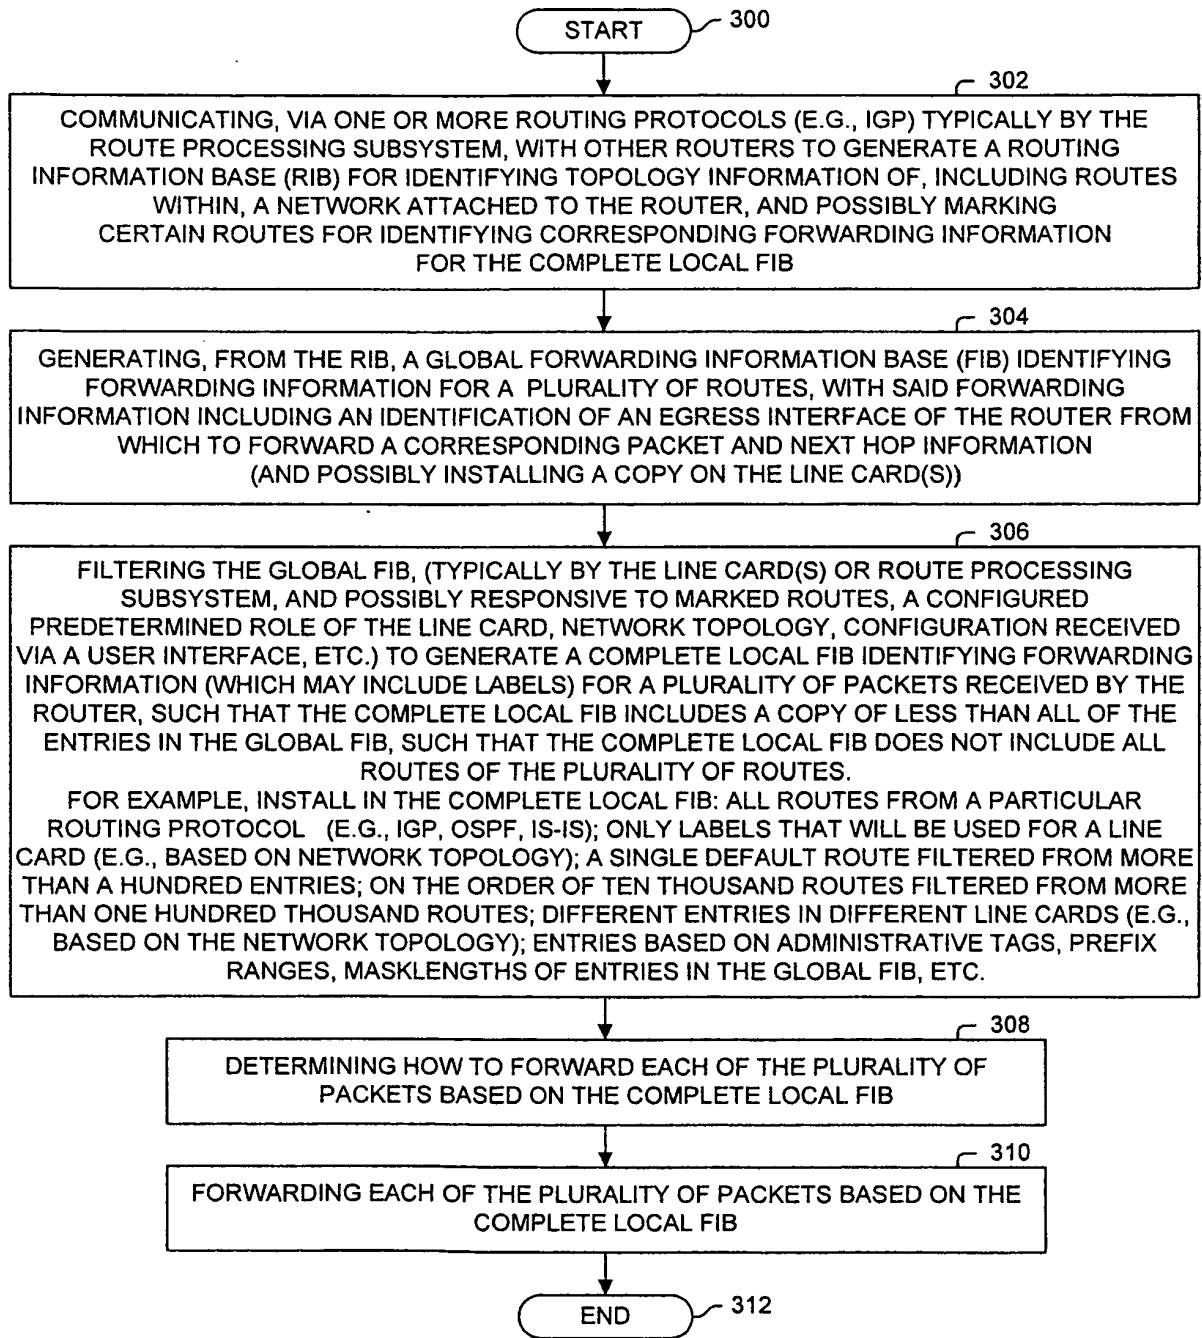 START
300
302
COMMUNICATING, VIA ONE OR MORE ROUTING PROTOCOLS (E.G., IGP) TYPICALLY BY THE
ROUTE PROCESSING SUBSYSTEM, WITH OTHER ROUTERS TO GENERATE A ROUTING
INFORMATION BASE (RIB) FOR IDENTIFYING TOPOLOGY INFORMATION OF, INCLUDING ROUTES
WITHIN, A NETWORK ATTACHED TO THE ROUTER, AND POSSIBLY MARKING
CERTAIN ROUTES FOR IDENTIFYING CORRESPONDING FORWARDING INFORMATION
FOR THE COMPLETE LOCAL FIB
304
GENERATING, FROM THE RIB, A GLOBAL FORWARDING INFORMATION BASE (FIB) IDENTIFYING
FORWARDING INFORMATION FOR A PLURALITY OF ROUTES, WITH SAID FORWARDING
INFORMATION INCLUDING AN IDENTIFICATION OF AN EGRESS INTERFACE OF THE ROUTER FROM
WHICH TO FORWARD A CORRESPONDING PACKET AND NEXT HOP INFORMATION
(AND POSSIBLY INSTALLING A COPY ON THE LINE CARD(S))
306
FILTERING THE GLOBAL FIB, (TYPICALLY BY THE LINE CARD(S) OR ROUTE PROCESSING
SUBSYSTEM, AND POSSIBLY RESPONSIVE TO MARKED ROUTES, A CONFIGURED
PREDETERMINED ROLE OF THE LINE CARD, NETWORK TOPOLOGY, CONFIGURATION RECEIVED
VIA A USER INTERFACE, ETC.) TO GENERATE A COMPLETE LOCAL FIB IDENTIFYING FORWARDING
INFORMATION (WHICH MAY INCLUDE LABELS) FOR A PLURALITY OF PACKETS RECEIVED BY THE
ROUTER, SUCH THAT THE COMPLETE LOCAL FIB INCLUDES A COPY OF LESS THAN ALL OF THE
ENTRIES IN THE GLOBAL FIB, SUCH THAT THE COMPLETE LOCAL FIB DOES NOT INCLUDE ALL
ROUTES OF THE PLURALITY OF ROUTES.
FOR EXAMPLE, INSTALL IN THE COMPLETE LOCAL FIB: ALL ROUTES FROM A PARTICULAR
ROUTING PROTOCOL (E.G., IGP, OSPF, IS-IS); ONLY LABELS THAT WILL BE USED FOR A LINE
CARD (E.G., BASED ON NETWORK TOPOLOGY); A SINGLE DEFAULT ROUTE FILTERED FROM MORE
THAN A HUNDRED ENTRIES; ON THE ORDER OF TEN THOUSAND ROUTES FILTERED FROM MORE
THAN ONE HUNDRED THOUSAND ROUTES; DIFFERENT ENTRIES IN DIFFERENT LINE CARDS (E.G.,
BASED ON THE NETWORK TOPOLOGY); ENTRIES BASED ON ADMINISTRATIVE TAGS, PREFIX
RANGES, MASKLENGTHS OF ENTRIES IN THE GLOBAL FIB, ETC.
308
DETERMINING HOW TO FORWARD EACH OF THE PLURALITY OF
PACKETS BASED ON THE COMPLETE LOCAL FIB
310
FORWARDING EACH OF THE PLURALITY OF PACKETS BASED ON THE
COMPLETE LOCAL FIB
END
312